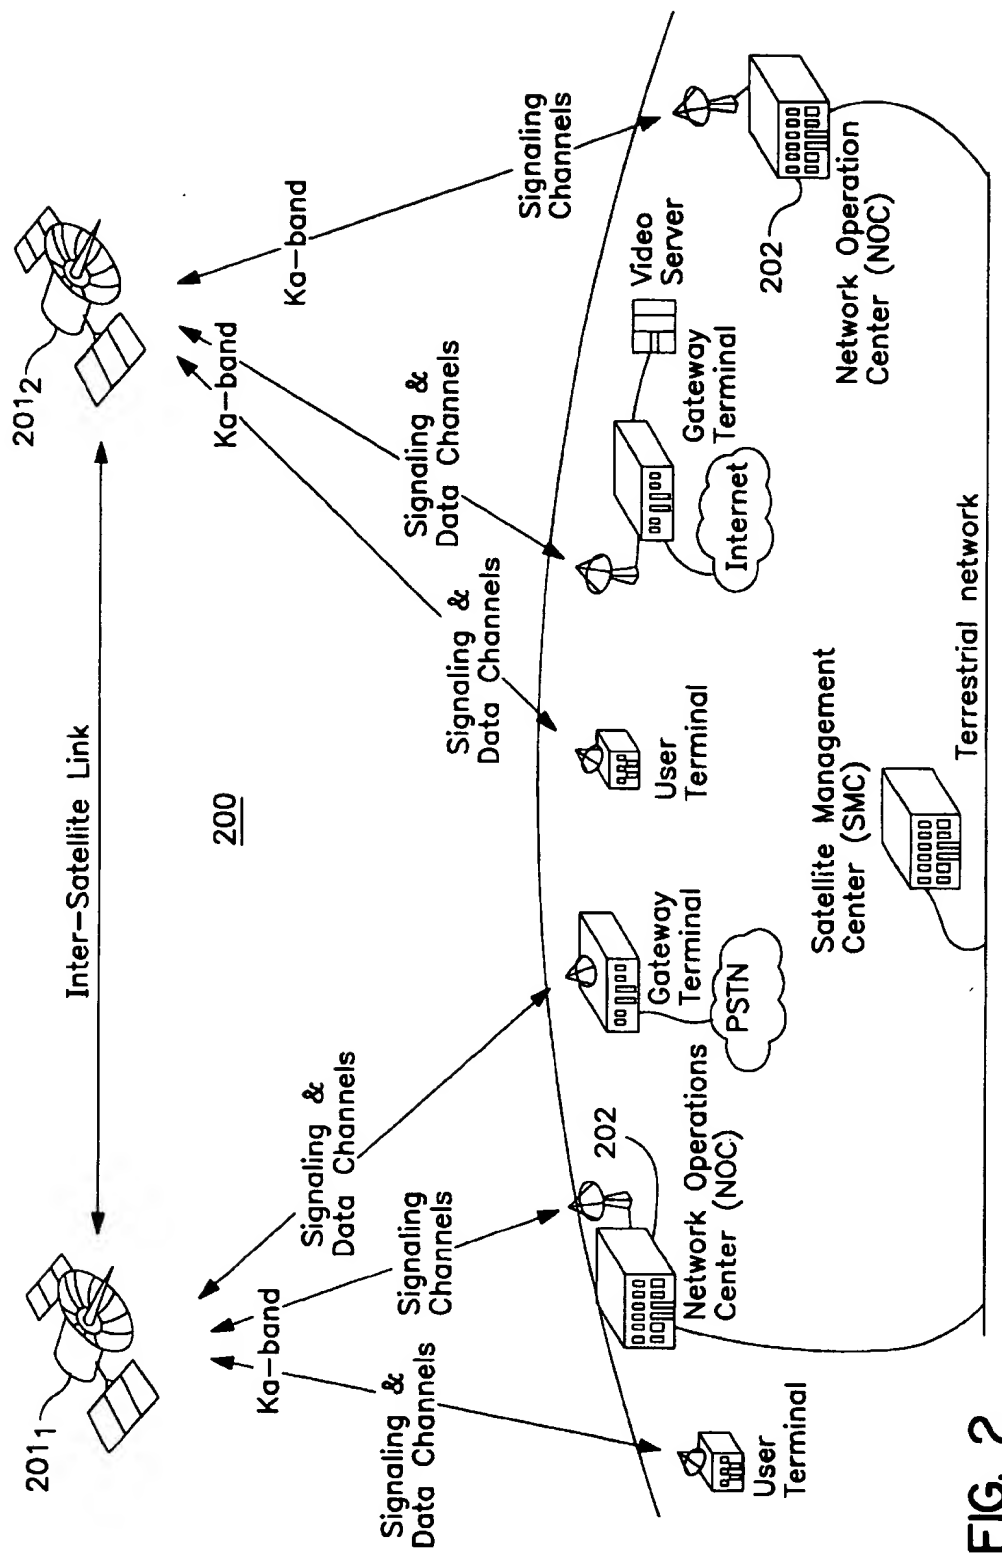 201₁
201₂
Inter-Satellite Link
200
Ka-band
Ka-band
Ka-band
Signaling &
Data Channels
Signaling
Channels
Signaling &
Data Channels
Signaling &
Data Channels
Signaling &
Data Channels
Signaling
Channels
User
Terminal
202
Network Operations
Center (NOC)
Gateway
Terminal
PSTN
User
Terminal
Internet
Gateway
Terminal
Video
Server
202
Network Operation
Center (NOC)
Satellite Management
Center (SMC)
Terrestrial network
FIG. 2